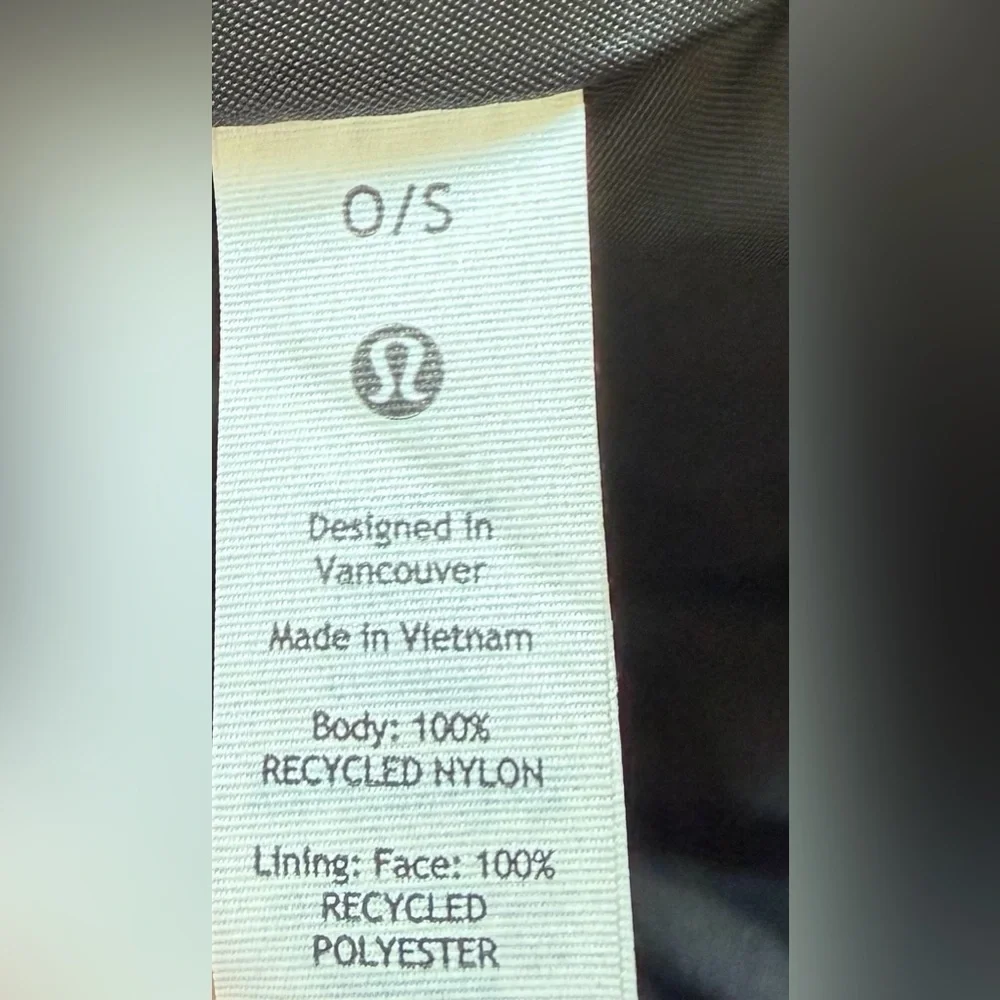 O/S
Designed in
Vancouver
Made in Vietnam
Body: 100%
RECYCLED NYLON
Lining: Face: 100%
RECYCLED
POLYESTER